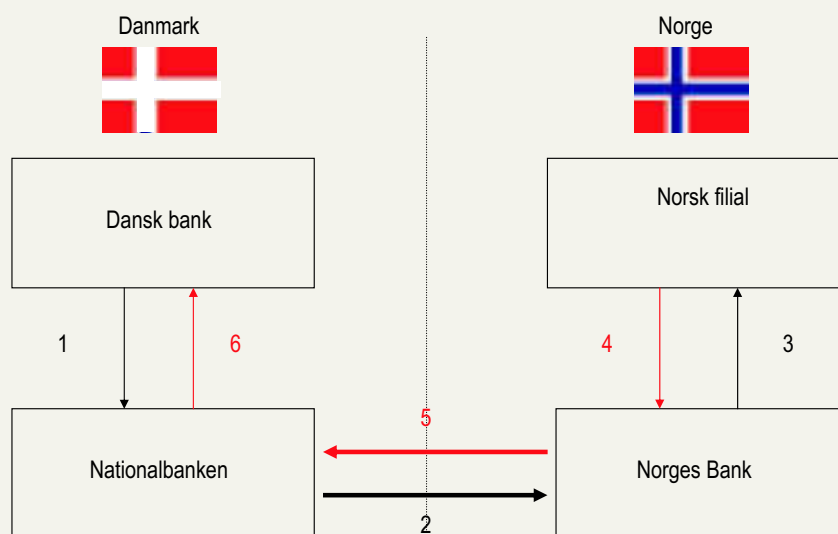 Danmark
Norge
Dansk bank
Norsk filial
1
6
4
3
5
Nationalbanken
Norges Bank
2